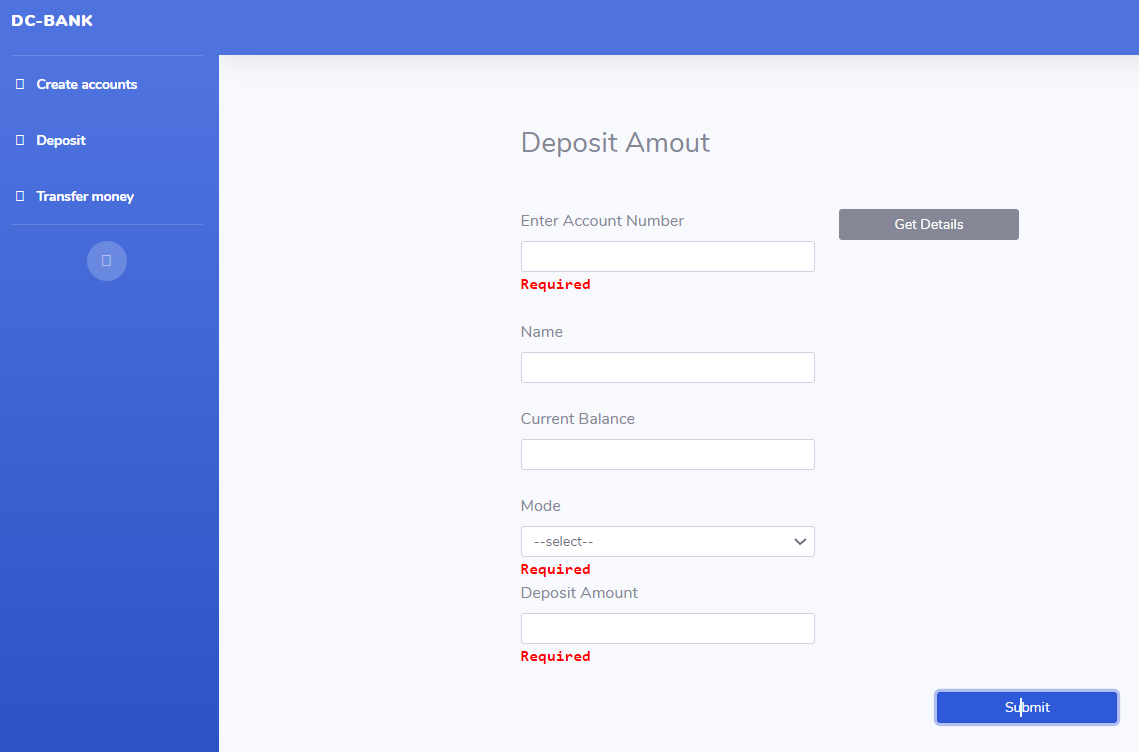 DC-BANK
Create accounts
Deposit
Transfer money
Deposit Amout
Enter Account Number
Get Details
Required
Name
Current Balance
Mode
--select--
Required
Deposit Amount
Required
Submit